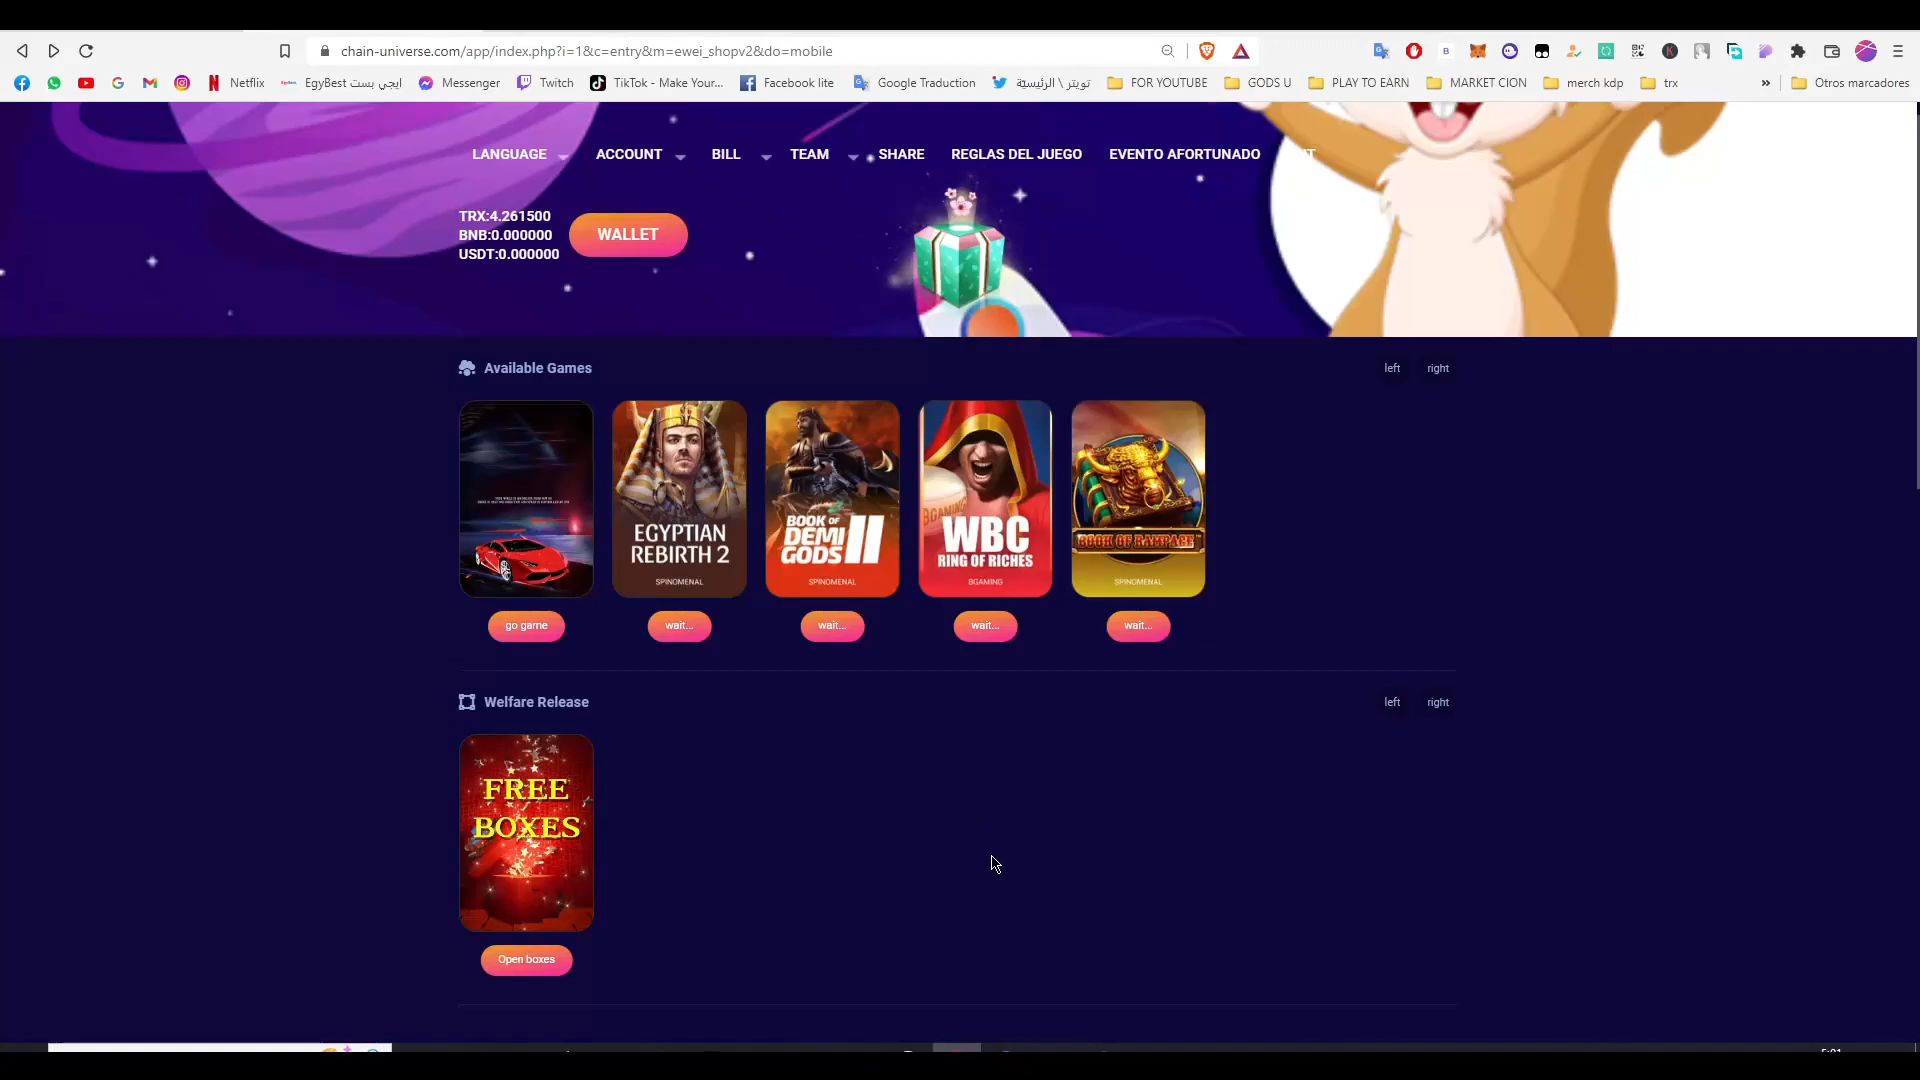 chain-universe.com/app/index.php?i=1&c=entry&m=ewei_shopv2&do=mobile
Netflix
ايجي بست EgyBest
Messenger
Twitch
TikTok - Make Your...
Facebook lite
Google Traduction
تويتر \ الرئيسيّة
FOR YOUTUBE
GODS U
PLAY TO EARN
MARKET CION
merch kdp
trx
»
Otros marcadores
LANGUAGE
ACCOUNT
BILL
TEAM
SHARE
REGLAS DEL JUEGO
EVENTO AFORTUNADO
TRX:4.261500
BNB:0.000000
USDT:0.000000
WALLET
Available Games
left
right
EGYPTIAN
REBIRTH 2
SPINOMENAL
BOOK OF
DEMI
GODS II
SPINOMENAL
BGAMING
WBC
RING OF RICHES
BGAMING
BOOK OF RAMPAGE
SPINOMENAL
go game
wait...
wait...
wait...
wait...
Welfare Release
left
right
FREE
BOXES
Open boxes